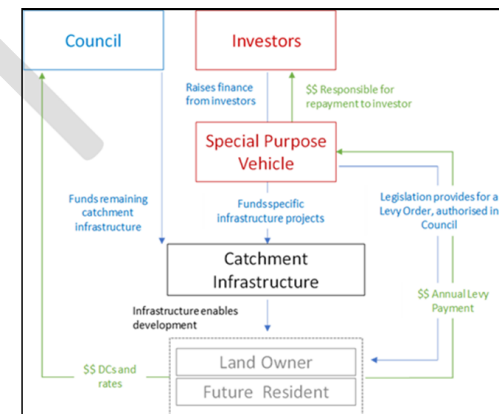 Council
Investors
Raises finance
from investors
$$ Responsible for
repayment to investor
Special Purpose
Vehicle
Funds remaining
catchment
infrastructure
Funds specific
infrastructure projects
Legislation provides for a
Levy Order, authorised in
Council
Catchment
Infrastructure
Infrastructure enables
development
$$ Annual Levy
Payment
Land Owner
$$ DCs and
rates
Future Resident